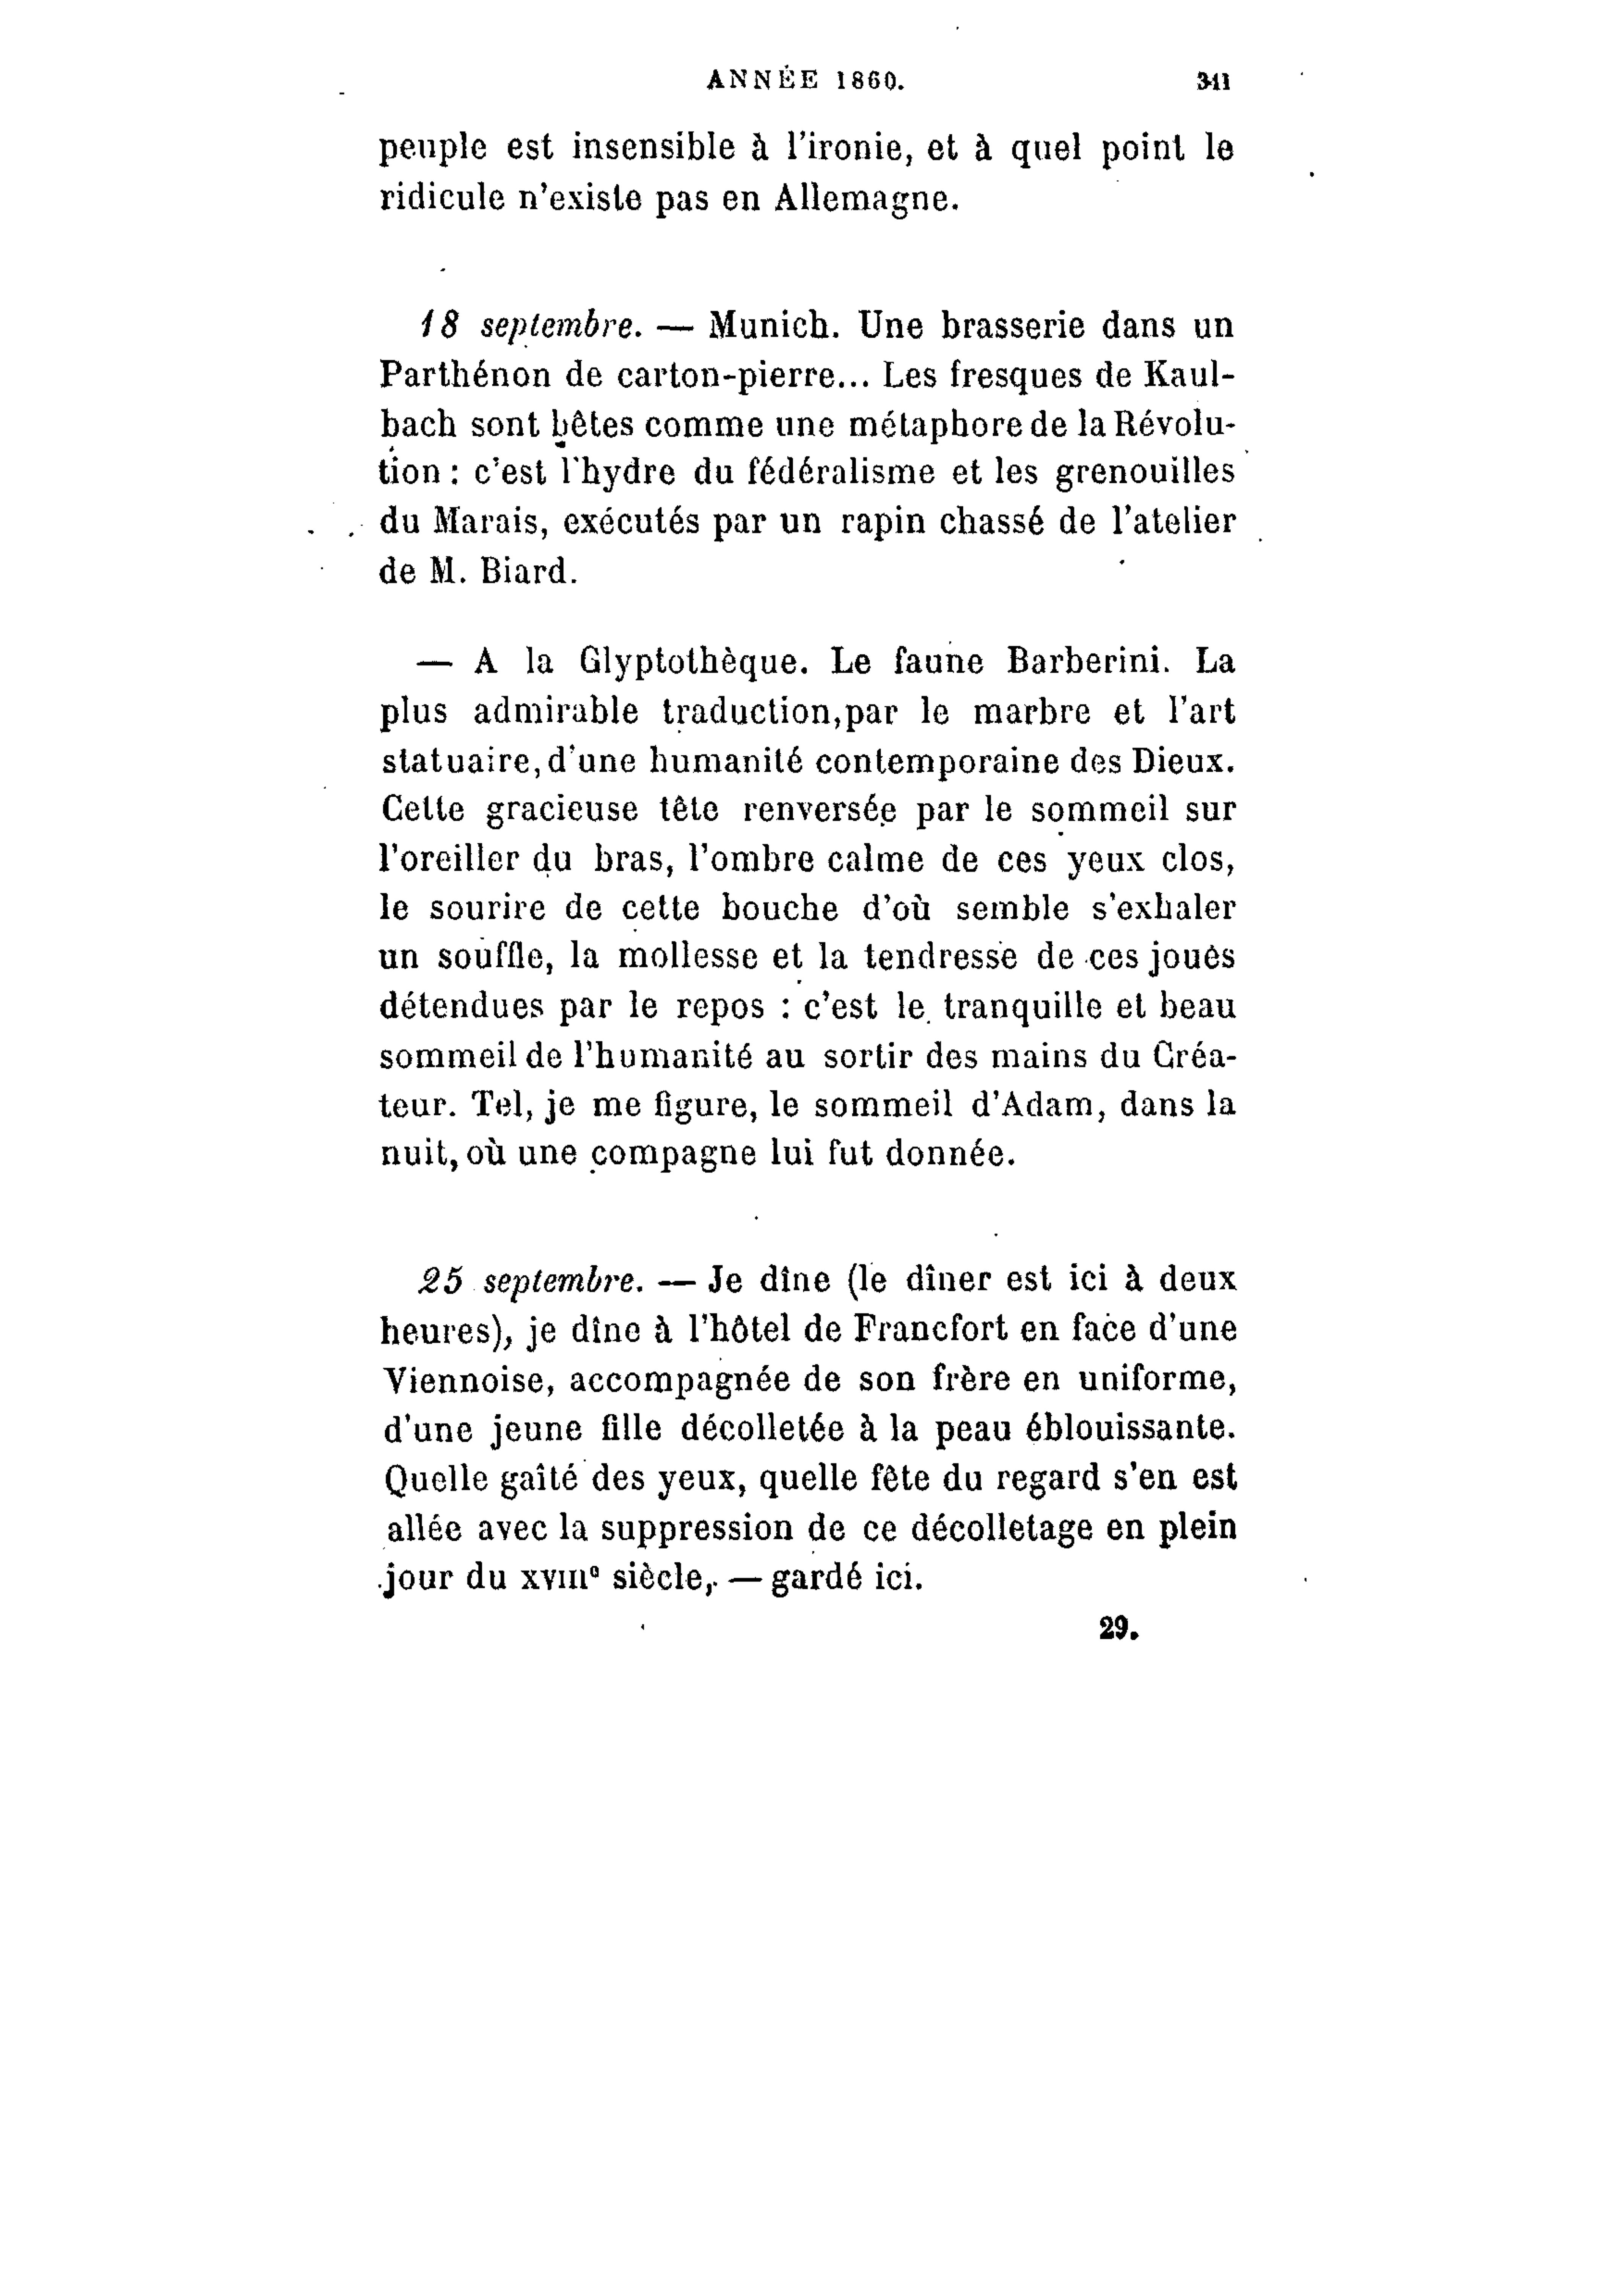 ANNÉE 1860. 341
peuple est insensible à l'ironie, et à quel point le
ridicule n'existe pas en Allemagne.
18 septembre. — Munich. Une brasserie dans un
Parthénon de carton-pierre... Les fresques de Kaul-
bach sont bêtes comme une métaphore de la Révolu-
tion : c'est l'hydre du fédéralisme et les grenouilles
du Marais, exécutés par un rapin chassé de l'atelier
de M. Biard.
— A la Glyptothèque. Le faune Barberini. La
plus admirable traduction, par le marbre et l'art
statuaire, d'une humanité contemporaine des Dieux.
Cette gracieuse tête renversée par le sommeil sur
l'oreiller du bras, l'ombre calme de ces yeux clos,
le sourire de cette bouche d'où semble s'exhaler
un souffle, la mollesse et la tendresse de ces joues
détendues par le repos : c'est le tranquille et beau
sommeil de l'humanité au sortir des mains du Créa-
teur. Tel, je me figure, le sommeil d'Adam, dans la
nuit, où une compagne lui fut donnée.
25 septembre. — Je dîne (le dîner est ici à deux
heures), je dîne à l'hôtel de Francfort en face d'une
Viennoise, accompagnée de son frère en uniforme,
d'une jeune fille décolletée à la peau éblouissante.
Quelle gaîté des yeux, quelle fête du regard s'en est
allée avec la suppression de ce décolletage en plein
jour du XVIIIe siècle, — gardé ici.
29.